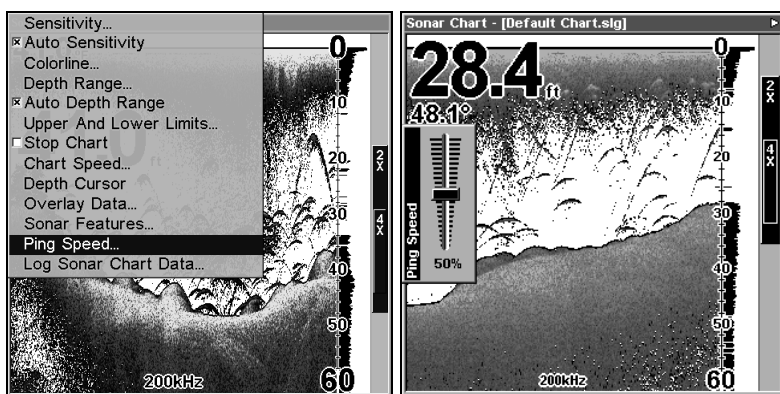 Sensitivity...
Auto Sensitivity
Colorline...
Depth Range...
Auto Depth Range
Upper And Lower Limits...
Stop Chart
Chart Speed...
Depth Cursor
Overlay Data...
Sonar Features...
Ping Speed...
Log Sonar Chart Data...
0
10
20
30
40
50
60
2X
4X
200kHz
Sonar Chart - [Default Chart.slg]
28.4 ft
48.1°
Ping Speed
50%
0
10
20
30
40
50
60
2X
4X
200kHz